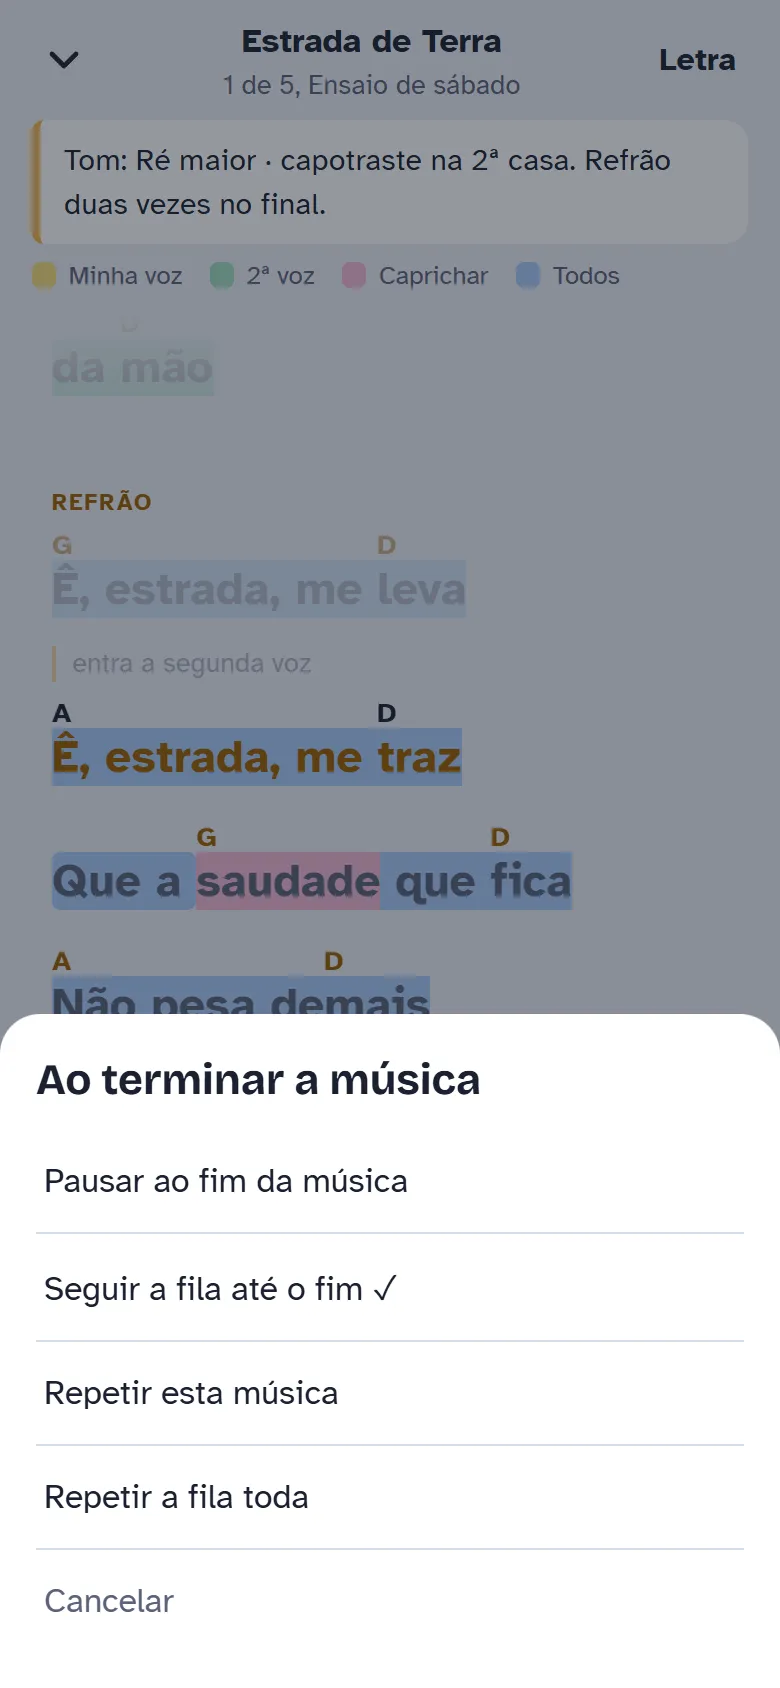 Estrada de Terra
1 de 5, Ensaio de sábado
Letra
Tom: Ré maior · capotraste na 2ª casa. Refrão
duas vezes no final.
Minha voz 2ª voz Caprichar Todos
D
da mão
REFRÃO
G D
Ê, estrada, me leva
entra a segunda voz
A D
Ê, estrada, me traz
G D
Que a saudade que fica
A D
Não pesa demais
Ao terminar a música
Pausar ao fim da música
Seguir a fila até o fim ✓
Repetir esta música
Repetir a fila toda
Cancelar